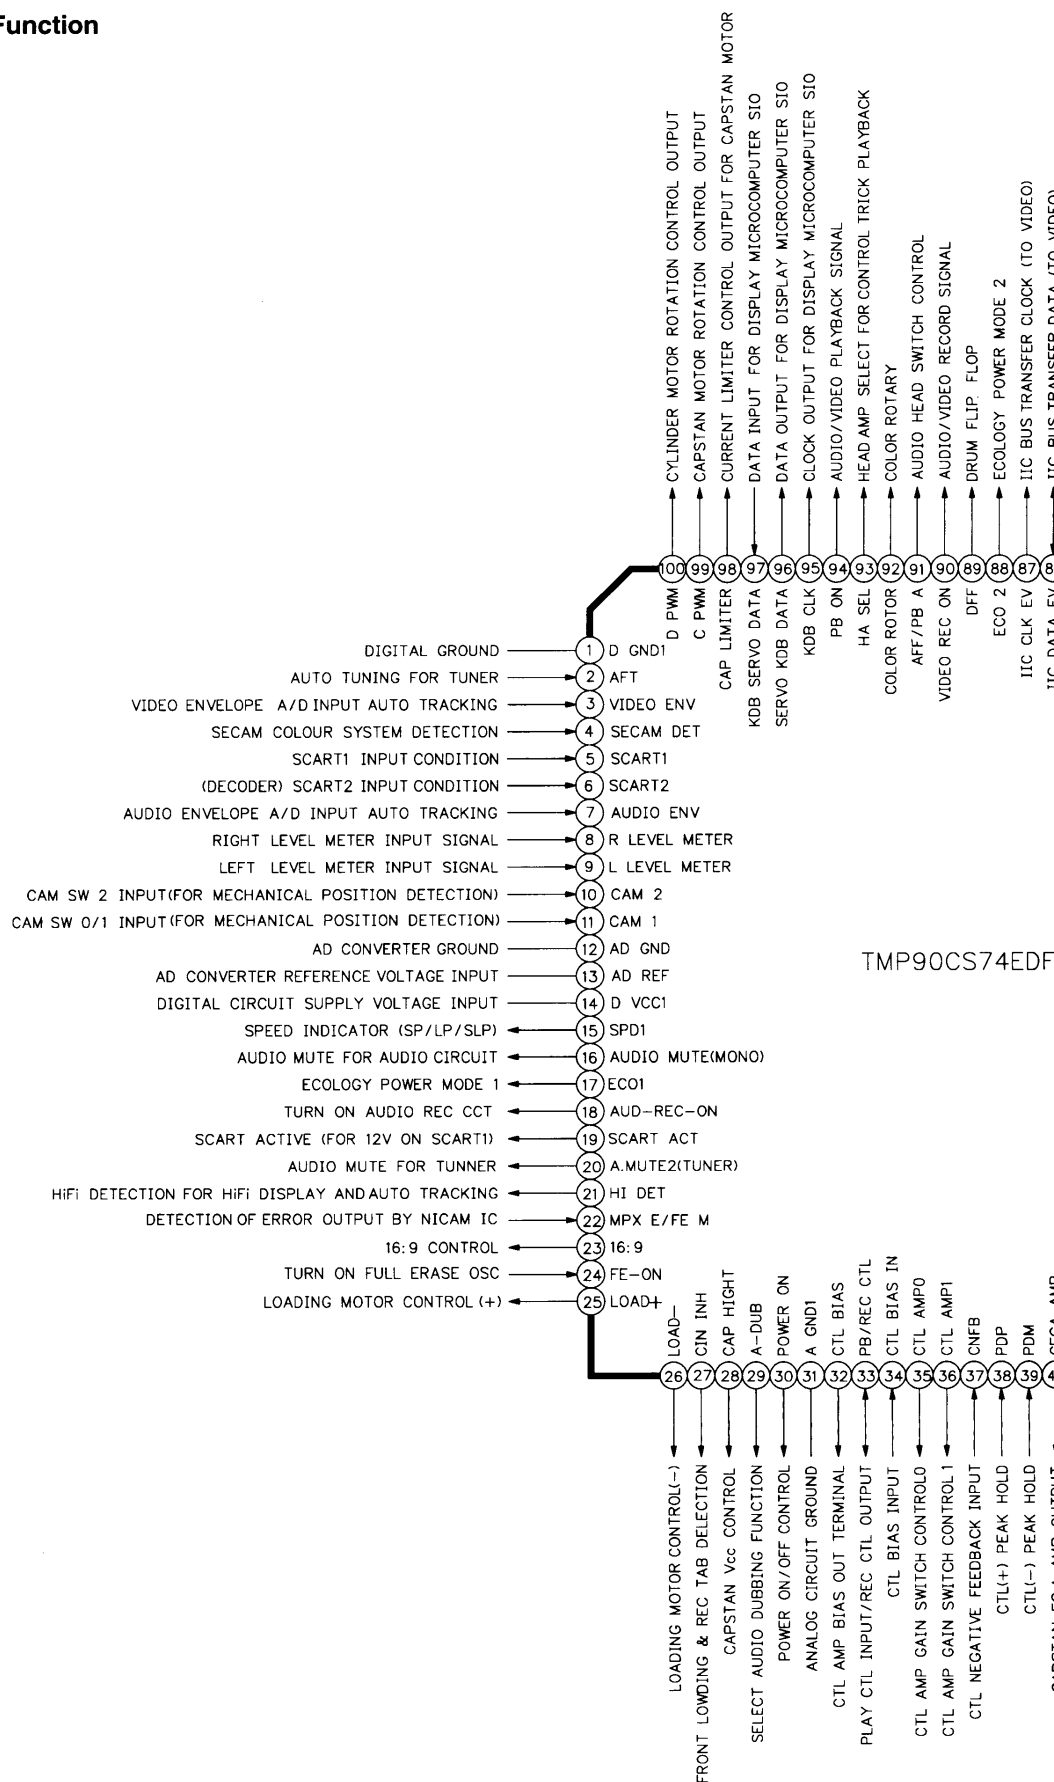 Function
CYLINDER MOTOR ROTATION CONTROL OUTPUT
CAPSTAN MOTOR ROTATION CONTROL OUTPUT
CURRENT LIMITER CONTROL OUTPUT FOR CAPSTAN MOTOR
DATA INPUT FOR DISPLAY MICROCOMPUTER SIO
DATA OUTPUT FOR DISPLAY MICROCOMPUTER SIO
CLOCK OUTPUT FOR DISPLAY MICROCOMPUTER SIO
AUDIO/VIDEO PLAYBACK SIGNAL
HEAD AMP SELECT FOR CONTROL TRICK PLAYBACK
COLOR ROTARY
AUDIO HEAD SWITCH CONTROL
AUDIO/VIDEO RECORD SIGNAL
DRUM FLIP. FLOP
ECOLOGY POWER MODE 2
IIC BUS TRANSFER CLOCK (TO VIDEO)
IIC BUS TRANSFER DATA (TO VIDEO)
100 99 98 97 96 95 94 93 92 91 90 89 88 87 8
D PWM
C PWM
CAP LIMITER
KDB SERVO DATA
SERVO KDB DATA
KDB CLK
PB ON
HA SEL
COLOR ROTOR
AFF/PB A
VIDEO REC ON
DFF
ECO 2
IIC CLK EV
IIC DATA EV
DIGITAL GROUND 1 D GND1
AUTO TUNING FOR TUNER 2 AFT
VIDEO ENVELOPE A/D INPUT AUTO TRACKING 3 VIDEO ENV
SECAM COLOUR SYSTEM DETECTION 4 SECAM DET
SCART1 INPUT CONDITION 5 SCART1
(DECODER) SCART2 INPUT CONDITION 6 SCART2
AUDIO ENVELOPE A/D INPUT AUTO TRACKING 7 AUDIO ENV
RIGHT LEVEL METER INPUT SIGNAL 8 R LEVEL METER
LEFT LEVEL METER INPUT SIGNAL 9 L LEVEL METER
CAM SW 2 INPUT(FOR MECHANICAL POSITION DETECTION) 10 CAM 2
CAM SW 0/1 INPUT(FOR MECHANICAL POSITION DETECTION) 11 CAM 1
AD CONVERTER GROUND 12 AD GND
TMP90CS74EDF
AD CONVERTER REFERENCE VOLTAGE INPUT 13 AD REF
DIGITAL CIRCUIT SUPPLY VOLTAGE INPUT 14 D VCC1
SPEED INDICATOR (SP/LP/SLP) 15 SPD1
AUDIO MUTE FOR AUDIO CIRCUIT 16 AUDIO MUTE(MONO)
ECOLOGY POWER MODE 1 17 ECO1
TURN ON AUDIO REC CCT 18 AUD-REC-ON
SCART ACTIVE (FOR 12V ON SCART1) 19 SCART ACT
AUDIO MUTE FOR TUNNER 20 A.MUTE2(TUNER)
HiFi DETECTION FOR HiFi DISPLAY AND AUTO TRACKING 21 HI DET
DETECTION OF ERROR OUTPUT BY NICAM IC 22 MPX E/FE M
16:9 CONTROL 23 16:9
TURN ON FULL ERASE OSC 24 FE-ON
LOADING MOTOR CONTROL (+) 25 LOAD+
LOAD-
CIN INH
CAP HIGHT
A-DUB
POWER ON
A GND1
CTL BIAS
PB/REC CTL
CTL BIAS IN
CTL AMP0
CTL AMP1
CNFB
PDP
PDM
26 27 28 29 30 31 32 33 34 35 36 37 38 39 4
LOADING MOTOR CONTROL(-)
FRONT LOWDING & REC TAB DELECTION
CAPSTAN Vcc CONTROL
SELECT AUDIO DUBBING FUNCTION
POWER ON/OFF CONTROL
ANALOG CIRCUIT GROUND
CTL AMP BIAS OUT TERMINAL
PLAY CTL INPUT/REC CTL OUTPUT
CTL BIAS INPUT
CTL AMP GAIN SWITCH CONTROL0
CTL AMP GAIN SWITCH CONTROL 1
CTL NEGATIVE FEEDBACK INPUT
CTL(+) PEAK HOLD
CTL(-) PEAK HOLD